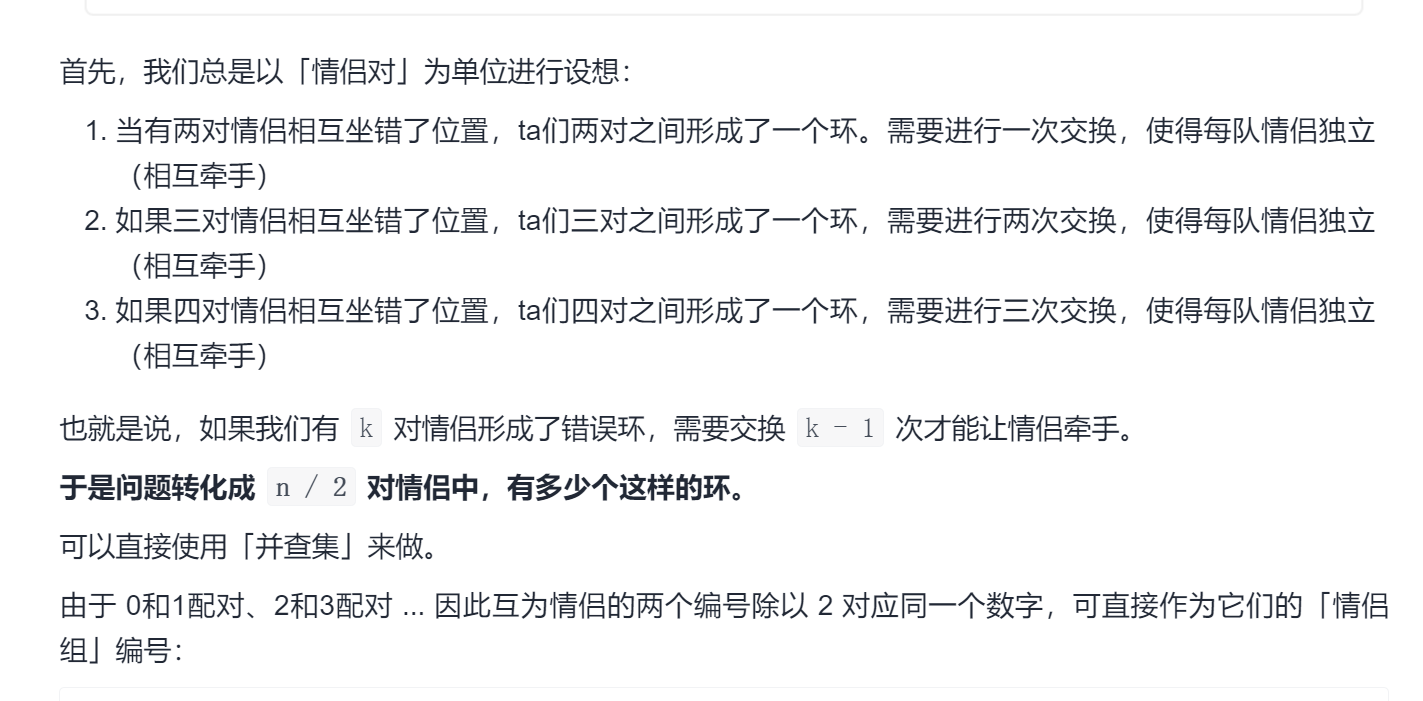 首先，我们总是以「情侣对」为单位进行设想：
1. 当有两对情侣相互坐错了位置，ta们两对之间形成了一个环。需要进行一次交换，使得每队情侣独立
（相互牵手）
2. 如果三对情侣相互坐错了位置，ta们三对之间形成了一个环，需要进行两次交换，使得每队情侣独立
（相互牵手）
3. 如果四对情侣相互坐错了位置，ta们四对之间形成了一个环，需要进行三次交换，使得每队情侣独立
（相互牵手）
也就是说，如果我们有 k 对情侣形成了错误环，需要交换 k - 1 次才能让情侣牵手。
于是问题转化成 n / 2 对情侣中，有多少个这样的环。
可以直接使用「并查集」来做。
由于 0和1配对、2和3配对 ... 因此互为情侣的两个编号除以 2 对应同一个数字，可直接作为它们的「情侣
组」编号：